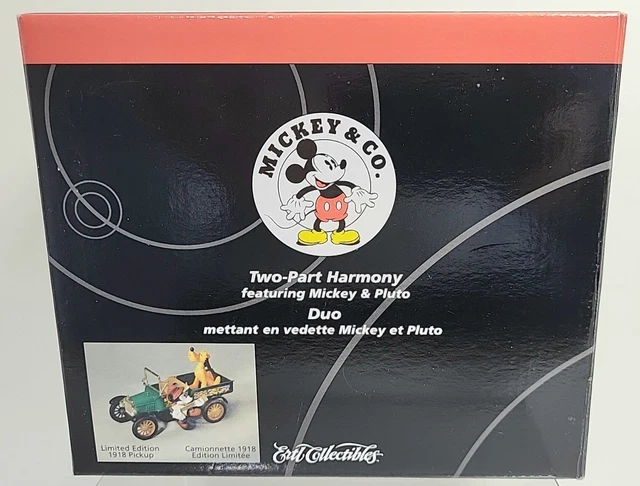 MICKEY & CO.
Two-Part Harmony
featuring Mickey & Pluto
Duo
mettant en vedette Mickey et Pluto
Limited Edition
1918 Pickup
Camionnette 1918
Edition Limitée
Ertl Collectibles